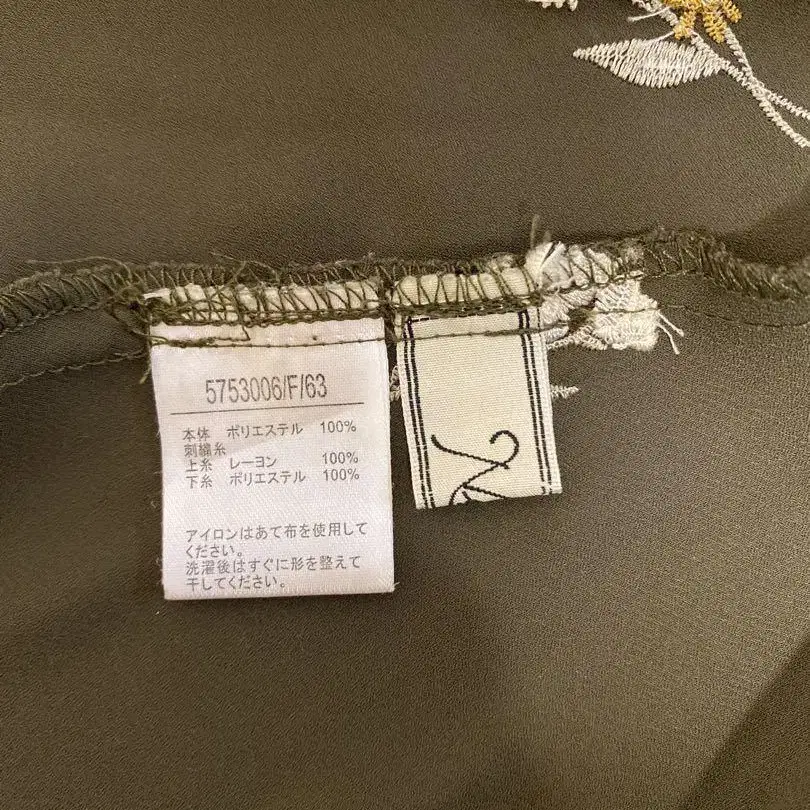 5753006/F/63
本体 ポリエステル 100%
刺繍糸
上糸 レーヨン 100%
下糸 ポリエステル 100%
アイロンはあて布を使用して
ください。
洗濯後はすぐに形を整えて
干してください。